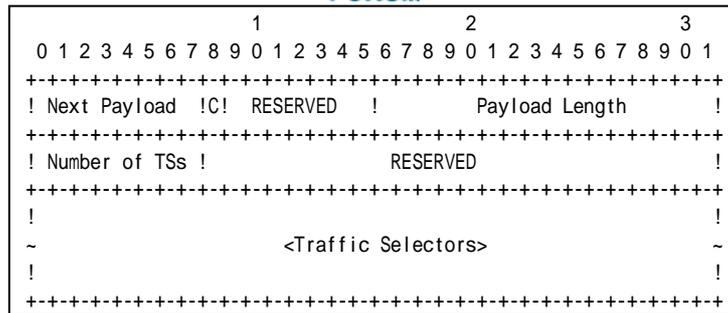 1                   2                   3
 0 1 2 3 4 5 6 7 8 9 0 1 2 3 4 5 6 7 8 9 0 1 2 3 4 5 6 7 8 9 0 1
+-+-+-+-+-+-+-+-+-+-+-+-+-+-+-+-+-+-+-+-+-+-+-+-+-+-+-+-+-+-+-+-+
! Next Payload  !C!  RESERVED   !         Payload Length        !
+-+-+-+-+-+-+-+-+-+-+-+-+-+-+-+-+-+-+-+-+-+-+-+-+-+-+-+-+-+-+-+-+
! Number of TSs !                 RESERVED                      !
+-+-+-+-+-+-+-+-+-+-+-+-+-+-+-+-+-+-+-+-+-+-+-+-+-+-+-+-+-+-+-+-+
!                                                               !
~                       <Traffic Selectors>                     ~
!                                                               !
+-+-+-+-+-+-+-+-+-+-+-+-+-+-+-+-+-+-+-+-+-+-+-+-+-+-+-+-+-+-+-+-+